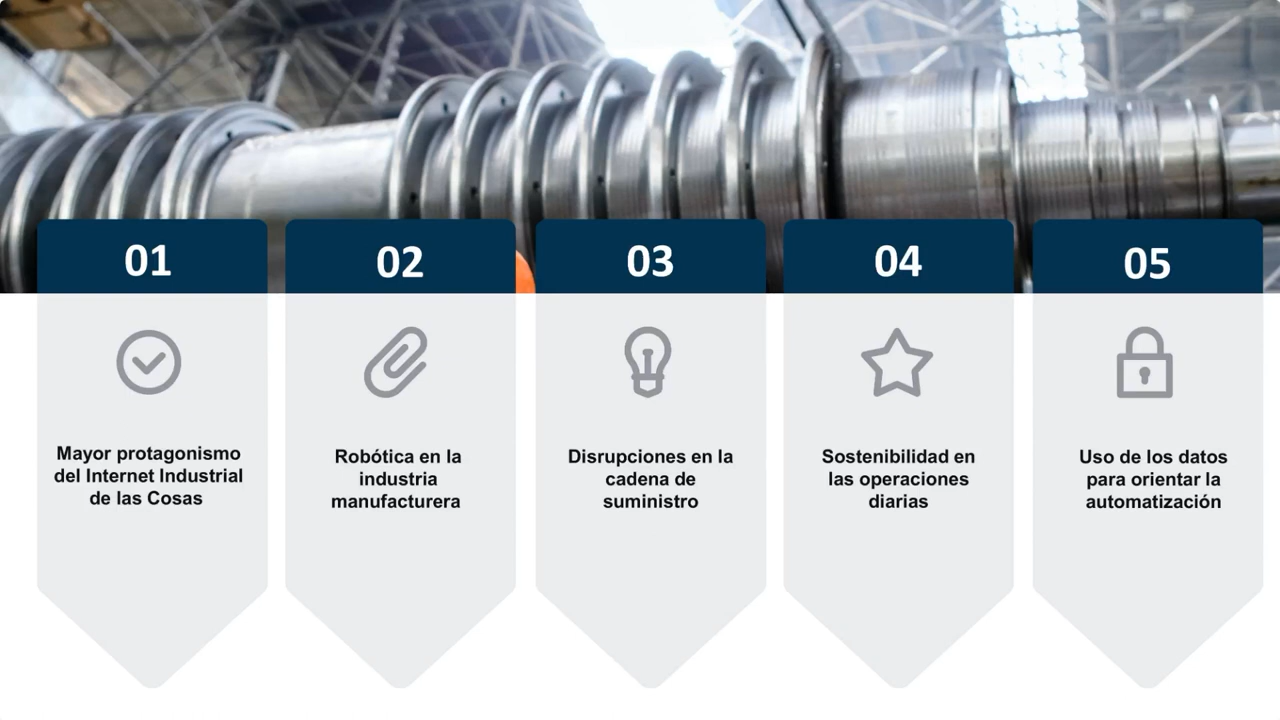 01
Mayor protagonismo
del Internet Industrial
de las Cosas
02
Robótica en la
industria
manufacturera
03
Disrupciones en la
cadena de
suministro
04
Sostenibilidad en
las operaciones
diarias
05
Uso de los datos
para orientar la
automatización